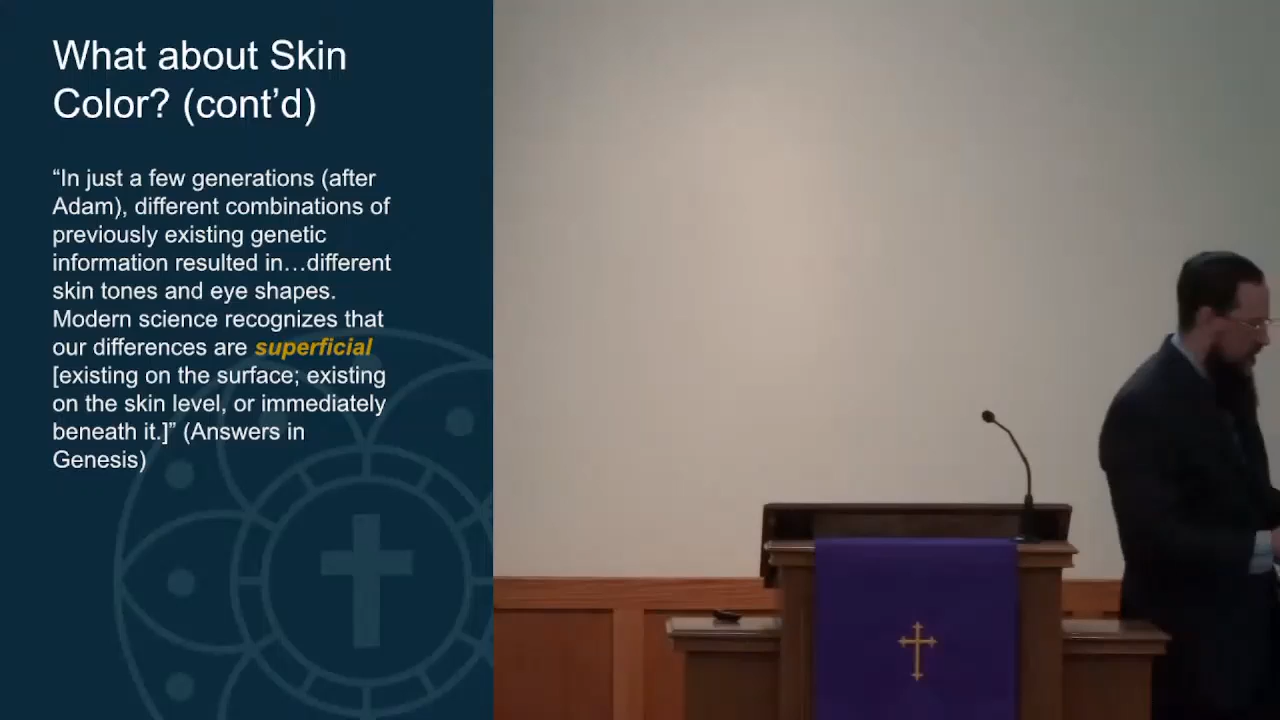 What about Skin
Color? (cont’d)
“In just a few generations (after
Adam), different combinations of
previously existing genetic
information resulted in…different
skin tones and eye shapes.
Modern science recognizes that
our differences are superficial
[existing on the surface; existing
on the skin level, or immediately
beneath it.]” (Answers in
Genesis)